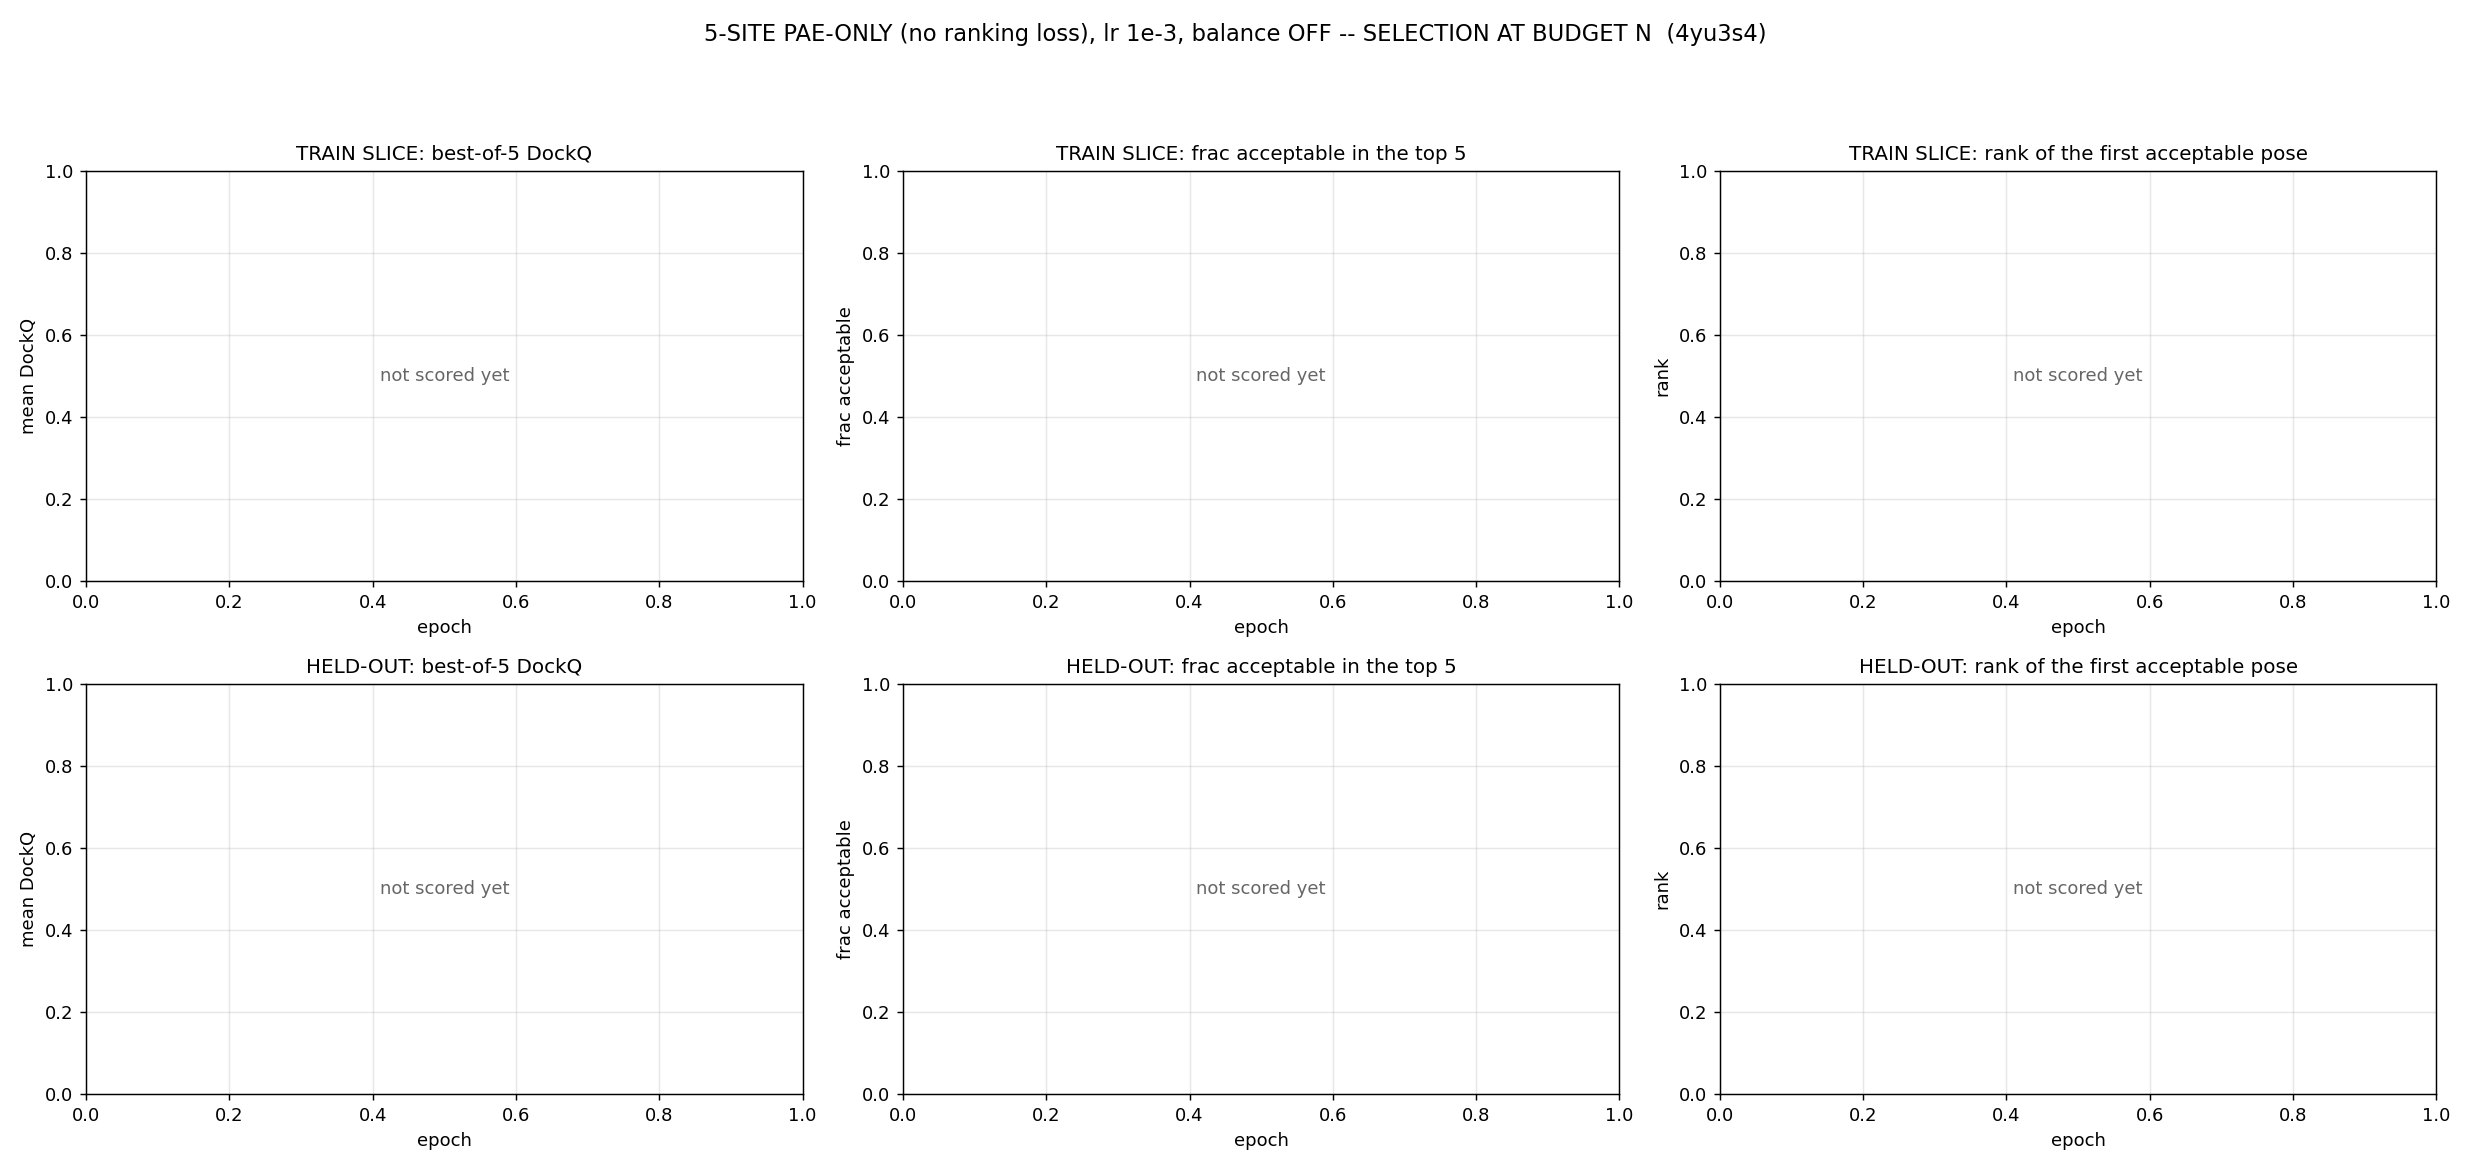 5-SITE PAE-ONLY (no ranking loss), lr 1e-3, balance OFF -- SELECTION AT BUDGET N  (4yu3s4)
TRAIN SLICE: best-of-5 DockQ
1.0
0.8
0.6
0.4
0.2
0.0
mean DockQ
not scored yet
0.0 0.2 0.4 0.6 0.8 1.0
epoch
TRAIN SLICE: frac acceptable in the top 5
1.0
0.8
0.6
0.4
0.2
0.0
frac acceptable
not scored yet
0.0 0.2 0.4 0.6 0.8 1.0
epoch
TRAIN SLICE: rank of the first acceptable pose
1.0
0.8
0.6
0.4
0.2
0.0
rank
not scored yet
0.0 0.2 0.4 0.6 0.8 1.0
epoch
HELD-OUT: best-of-5 DockQ
1.0
0.8
0.6
0.4
0.2
0.0
mean DockQ
not scored yet
0.0 0.2 0.4 0.6 0.8 1.0
epoch
HELD-OUT: frac acceptable in the top 5
1.0
0.8
0.6
0.4
0.2
0.0
frac acceptable
not scored yet
0.0 0.2 0.4 0.6 0.8 1.0
epoch
HELD-OUT: rank of the first acceptable pose
1.0
0.8
0.6
0.4
0.2
0.0
rank
not scored yet
0.0 0.2 0.4 0.6 0.8 1.0
epoch